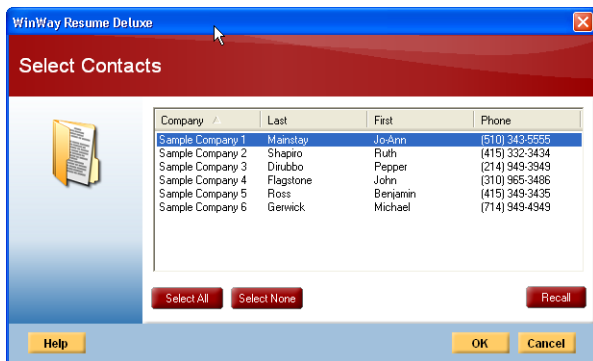 WinWay Resume Deluxe
Select Contacts
Company Last First Phone
Sample Company 1 Mainstay Jo-Ann (510) 343-5555
Sample Company 2 Shapiro Ruth (415) 332-3434
Sample Company 3 Dirubbo Pepper (214) 949-3949
Sample Company 4 Flagstone John (310) 965-3486
Sample Company 5 Ross Benjamin (415) 349-3435
Sample Company 6 Gerwick Michael (714) 949-4949
Select All Select None Recall
Help OK Cancel